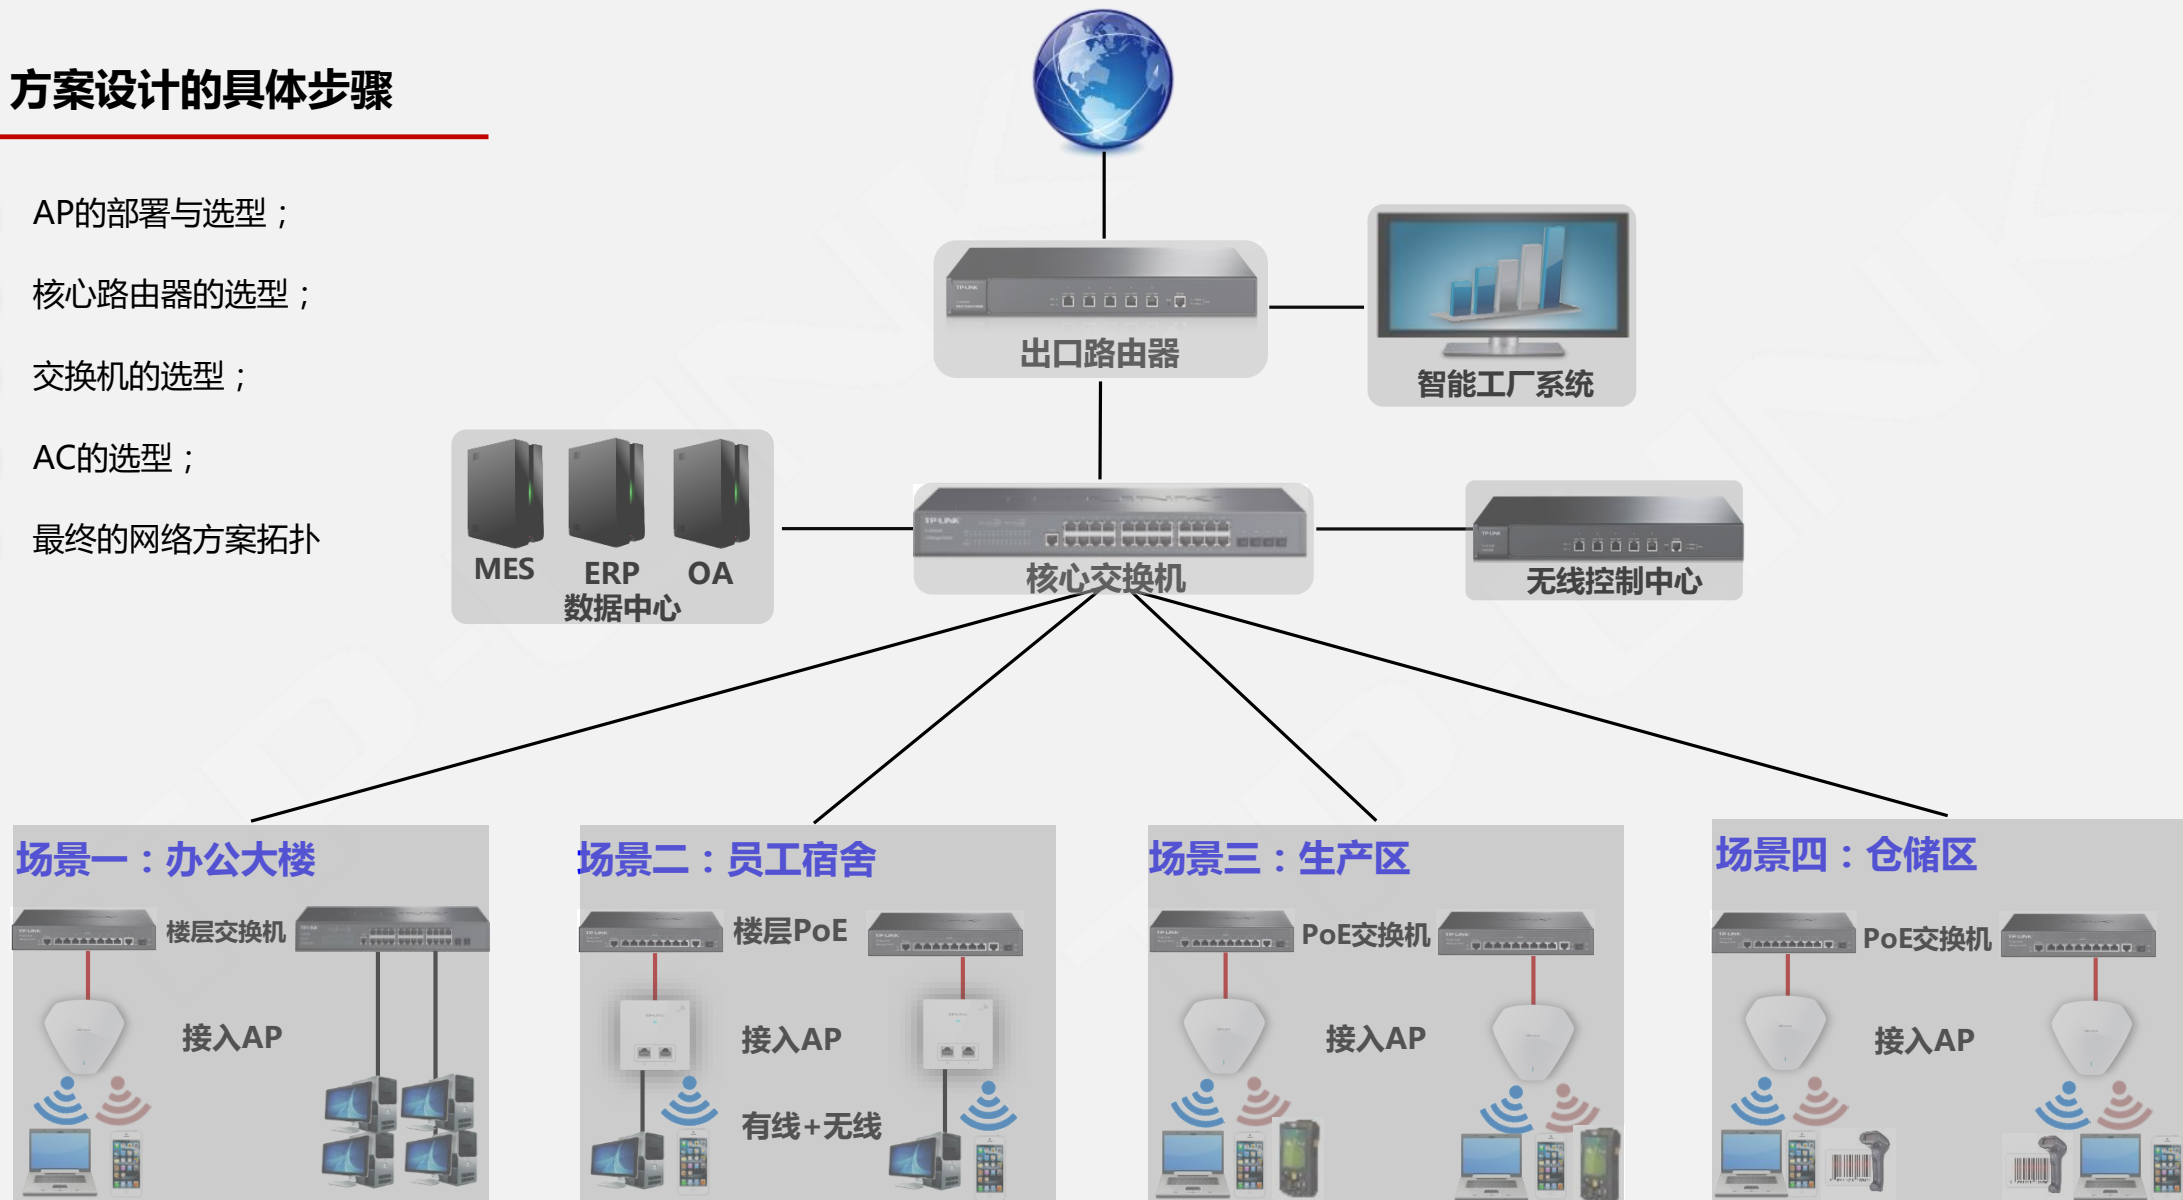 方案设计的具体步骤
AP的部署与选型；
核心路由器的选型；
交换机的选型；
AC的选型；
最终的网络方案拓扑
TP-LINK
出口路由器
智能工厂系统
MES
ERP
OA
数据中心
TP-LINK
核心交换机
TP-LINK
无线控制中心
场景一：办公大楼
楼层交换机
接入AP
场景二：员工宿舍
楼层PoE
接入AP
有线+无线
场景三：生产区
PoE交换机
接入AP
场景四：仓储区
PoE交换机
接入AP